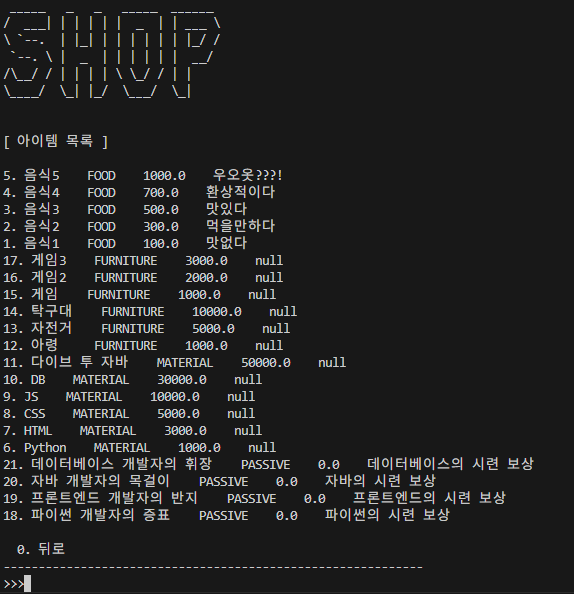 SHOP
[ 아이템 목록 ]
5. 음식5 FOOD 1000.0 우오옷???!
4. 음식4 FOOD 700.0 환상적이다
3. 음식3 FOOD 500.0 맛있다
2. 음식2 FOOD 300.0 먹을만하다
1. 음식1 FOOD 100.0 맛없다
17. 게임3 FURNITURE 3000.0 null
16. 게임2 FURNITURE 2000.0 null
15. 게임 FURNITURE 1000.0 null
14. 탁구대 FURNITURE 10000.0 null
13. 자전거 FURNITURE 5000.0 null
12. 아령 FURNITURE 1000.0 null
11. 다이브 투 자바 MATERIAL 50000.0 null
10. DB MATERIAL 30000.0 null
9. JS MATERIAL 10000.0 null
8. CSS MATERIAL 5000.0 null
7. HTML MATERIAL 3000.0 null
6. Python MATERIAL 1000.0 null
21. 데이터베이스 개발자의 휘장 PASSIVE 0.0 데이터베이스의 시련 보상
20. 자바 개발자의 목걸이 PASSIVE 0.0 자바의 시련 보상
19. 프론트엔드 개발자의 반지 PASSIVE 0.0 프론트엔드의 시련 보상
18. 파이썬 개발자의 증표 PASSIVE 0.0 파이썬의 시련 보상
0. 뒤로
------------------------------------------------------------
>>>